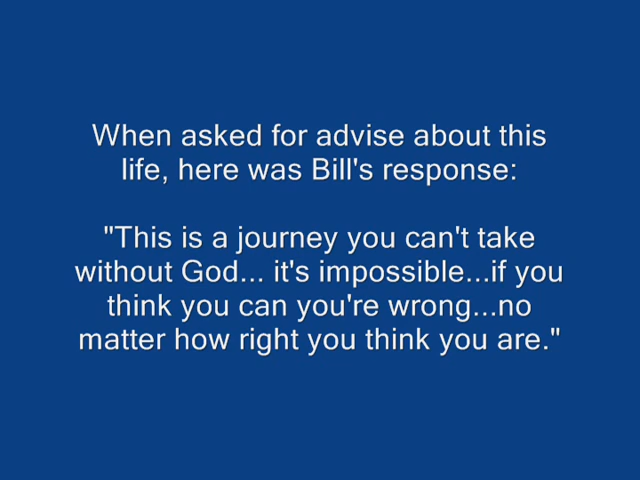 When asked for advise about this
life, here was Bill's response:
"This is a journey you can't take
without God... it's impossible...if you
think you can you're wrong...no
matter how right you think you are."